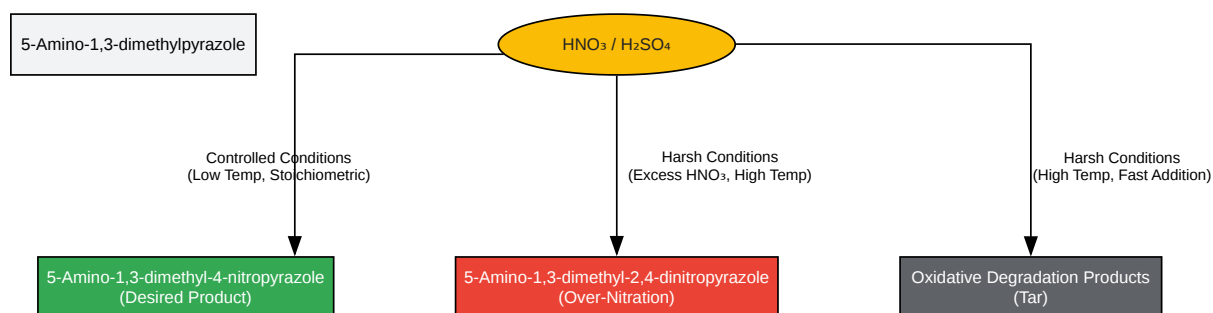 5-Amino-1,3-dimethylpyrazole
HNO₃ / H₂SO₄
Controlled Conditions
(Low Temp, Stoichiometric)
Harsh Conditions
(Excess HNO₃, High Temp)
Harsh Conditions
(High Temp, Fast Addition)
5-Amino-1,3-dimethyl-4-nitropyrazole
(Desired Product)
5-Amino-1,3-dimethyl-2,4-dinitropyrazole
(Over-Nitration)
Oxidative Degradation Products
(Tar)